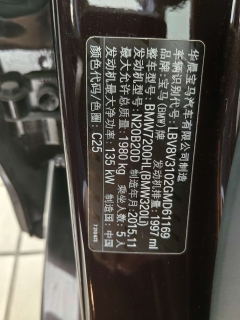 华晨宝马汽车有限公司制造
车辆识别代号: LBV8V3102GMD61169
品牌: 宝马(BMW)牌 发动机排量: 1997 ml
整车型号: BMW7200HL(BMW320Li)
发动机型号: N20B20D 制造年月: 2015.11
最大允许总质量: 1980 kg 乘坐人数: 5 人
发动机最大净功率: 135 kW 制造国: 中国
颜色代码/色圈: C25